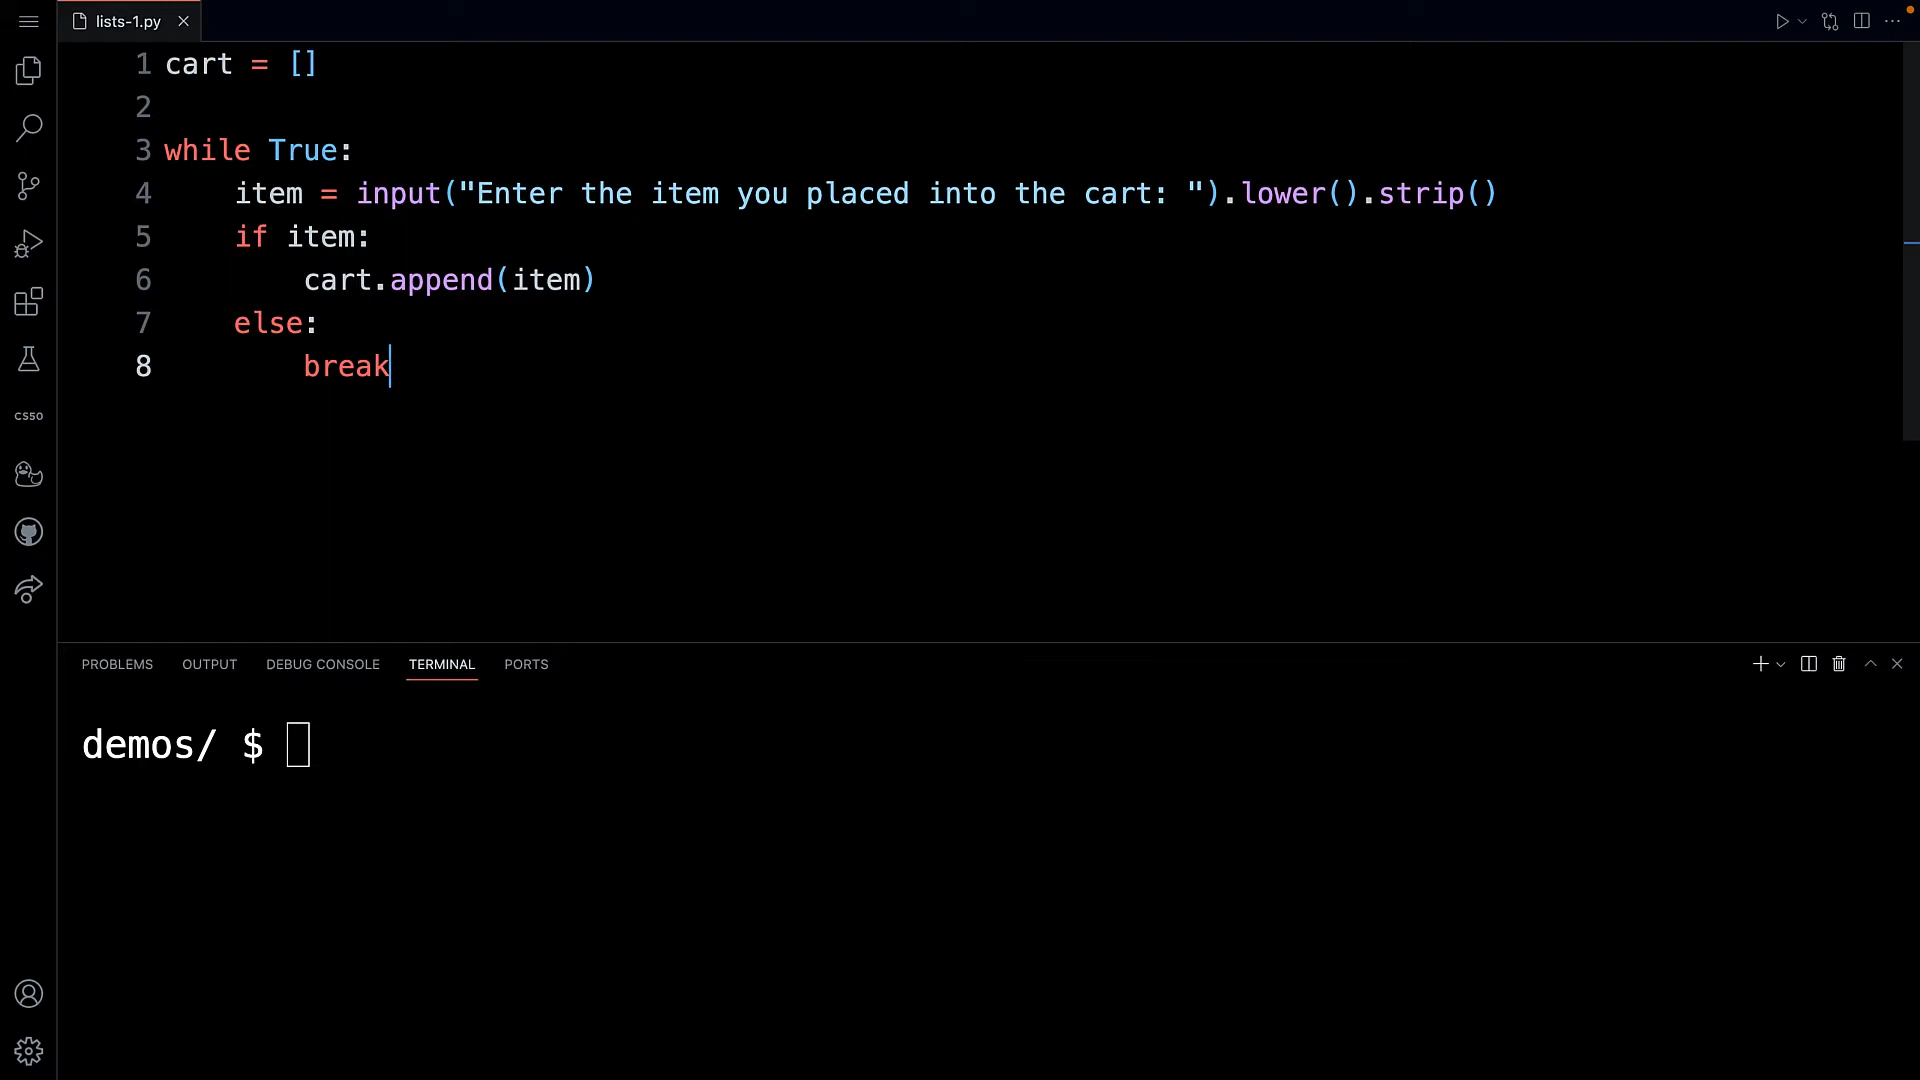 lists-1.py
1 cart = []
2
3 while True:
4     item = input("Enter the item you placed into the cart: ").lower().strip()
5     if item:
6         cart.append(item)
7     else:
8         break
CS50
PROBLEMS OUTPUT DEBUG CONSOLE TERMINAL PORTS
demos/ $